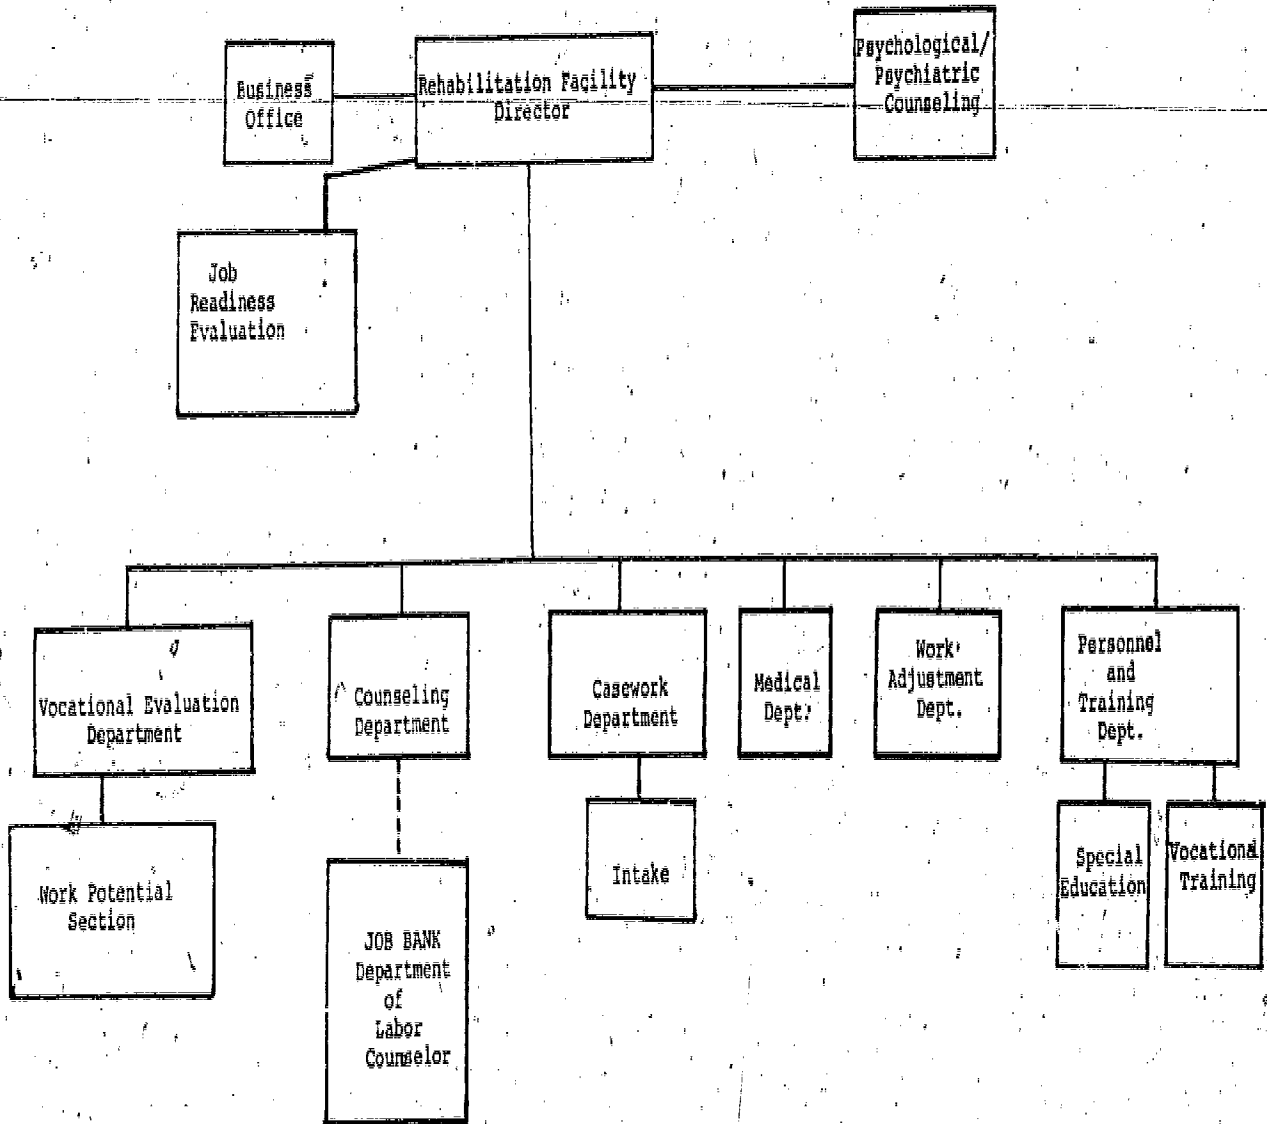 Business
Office
Rehabilitation Facility
Director
Psychological/
Psychiatric
Counseling
Job
Readiness
Evaluation
Vocational Evaluation
Department
Counseling
Department
Casework
Department
Medical
Dept.
Work
Adjustment
Dept.
Personnel
and
Training
Dept.
Work Potential
Section
JOB BANK
Department
of
Labor
Counselor
Intake
Special
Education
Vocational
Training